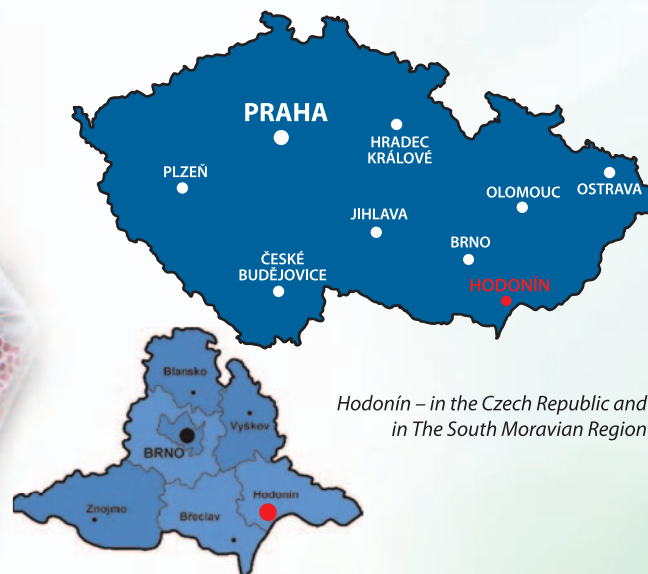 PRAHA
HRADEC
KRÁLOVÉ
PLZEŇ
OLOMOUC
OSTRAVA
JIHLAVA
BRNO
ČESKÉ
BUDĚJOVICE
HODONÍN
Hodonín – in the Czech Republic and
in The South Moravian Region
Blansko
Vyškov
BRNO
Hodonín
Znojmo
Břeclav